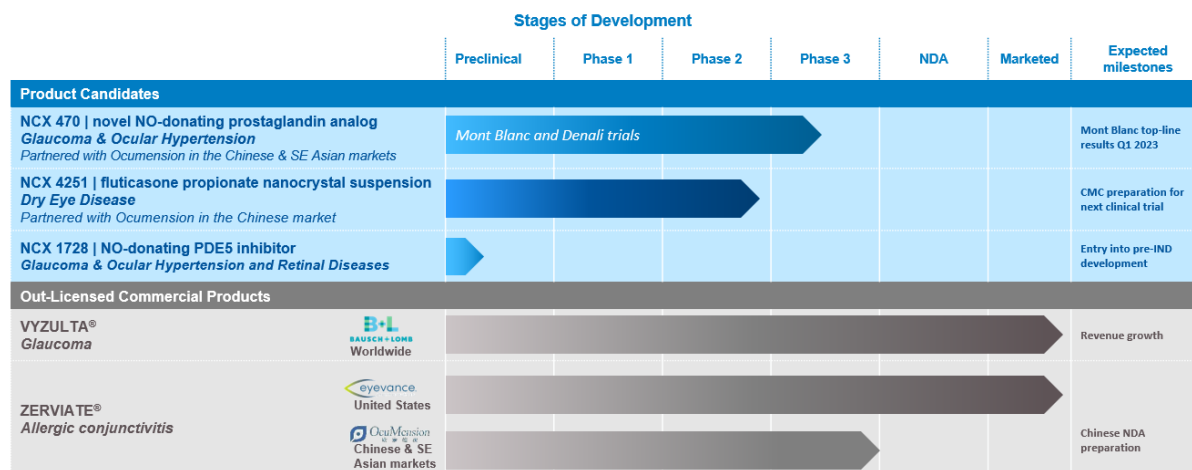 Stages of Development
Preclinical
Phase 1
Phase 2
Phase 3
NDA
Marketed
Expected
milestones
Product Candidates
NCX 470 | novel NO-donating prostaglandin analog
Glaucoma & Ocular Hypertension
Partnered with Ocumension in the Chinese & SE Asian markets
Mont Blanc and Denali trials
Mont Blanc top-line
results Q1 2023
NCX 4251 | fluticasone propionate nanocrystal suspension
Dry Eye Disease
Partnered with Ocumension in the Chinese market
CMC preparation for
next clinical trial
NCX 1728 | NO-donating PDE5 inhibitor
Glaucoma & Ocular Hypertension and Retinal Diseases
Entry into pre-IND
development
Out-Licensed Commercial Products
VYZULTA®
Glaucoma
B+L
BAUSCH + LOMB
Worldwide
Revenue growth
ZERVIATE®
Allergic conjunctivitis
eyevance
United States
OcuMension
Chinese & SE
Asian markets
Chinese NDA
preparation